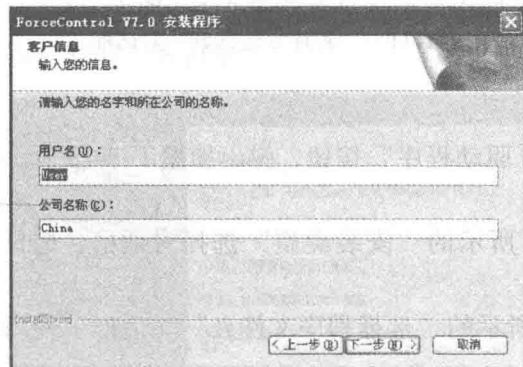 ForceControl V7.0 安装程序
客户信息
输入您的信息。
请输入您的名字和所在公司的名称。
用户名(U)：
User
公司名称(C)：
China
InstallShield
< 上一步(B)
下一步(N) >
取消